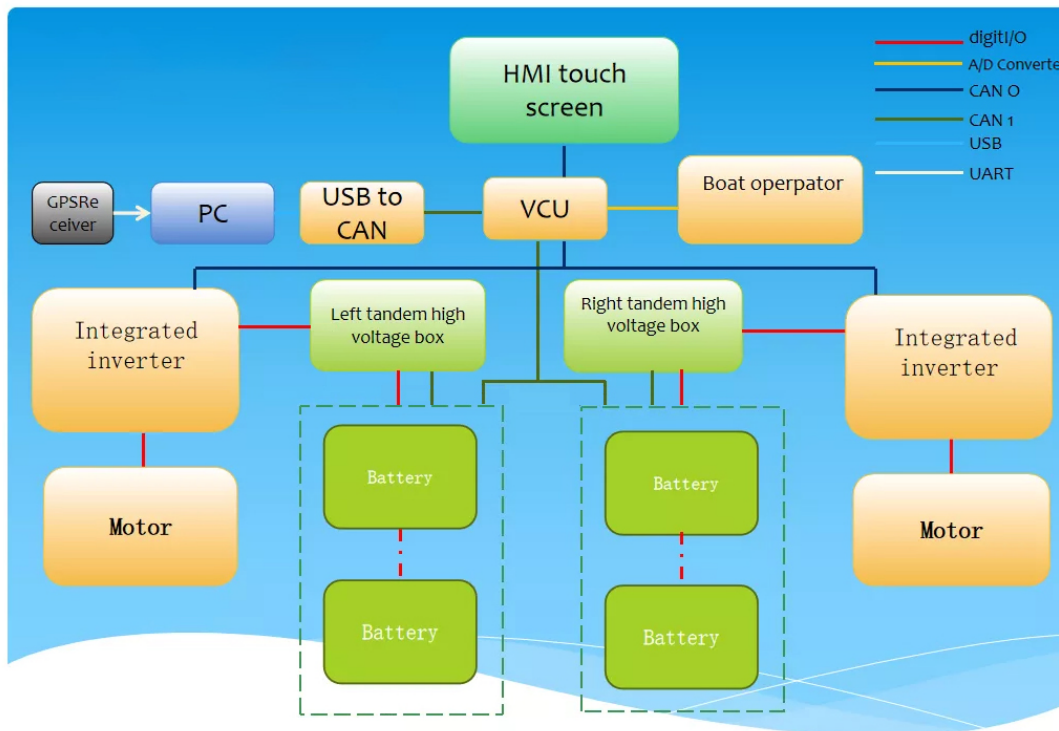 HMI touch
screen
digitI/O
A/D Converte
CAN 0
CAN 1
USB
UART
GPSRe
ceiver
PC
USB to
CAN
VCU
Boat operpator
Integrated
inverter
Left tandem high
voltage box
Right tandem high
voltage box
Integrated
inverter
Motor
Battery
Battery
Motor
Battery
Battery